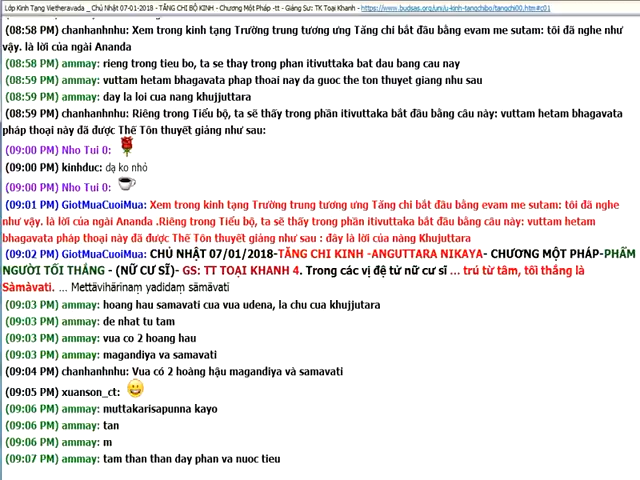 Lớp Kinh Tạng Vietheravada _ Chủ Nhật 07-01-2018 - TĂNG CHI BỘ KINH - Chương Một Pháp -tt - Giảng Sư: TK Toại Khanh - https://www.budsas.org/uni/u-kinh-tangchibo/tangchi00.htm#c01
(08:58 PM) chanhanhnhu: Xem trong kinh tạng Trường trung tương ưng Tăng chi bắt đâu bằng evam me sutam: tôi đã nghe như
vậy. là lời của ngài Ananda
(08:58 PM) ammay: rieng trong tieu bo, ta se thay trong phan itivuttaka bat dau bang cau nay
(08:59 PM) ammay: vuttam hetam bhagavata phap thoai nay da guoc the ton thuyet giang nhu sau
(08:59 PM) ammay: day la loi cua nang khujjuttara
(08:59 PM) chanhanhnhu: Riêng trong Tiểu bộ, ta sẽ thấy trong phần itivuttaka bắt đâu bằng câu này: vuttam hetam bhagavata
pháp thoại này đã được Thế Tôn thuyết giảng như sau:
(09:00 PM) Nho Tui 0:
(09:00 PM) kinhduc: dạ ko nhỏ
(09:00 PM) Nho Tui 0:
(09:01 PM) GiotMuaCuoiMua: Xem trong kinh tạng Trường trung tương ưng Tăng chi bắt đâu bằng evam me sutam: tôi đã nghe
như vậy. là lời của ngài Ananda .Riêng trong Tiểu bộ, ta sẽ thấy trong phần itivuttaka bắt đâu bằng câu này: vuttam hetam
bhagavata pháp thoại này đã được Thế Tôn thuyết giảng như sau : đây là lời của nàng Khujuttara
(09:02 PM) GiotMuaCuoiMua: CHỦ NHẬT 07/01/2018-TĂNG CHI KINH -ANGUTTARA NIKAYA- CHƯƠNG MỘT PHÁP-PHẨM
NGƯỜI TỐI THẮNG - (NỮ CƯ SĨ)- GS: TT TOẠI KHANH 4. Trong các vị đệ tử nữ cư sĩ ... trú từ tâm, tối thắng là
Sàmàvatì. ... Mettāvihārinaṃ yadidaṃ sāmāvatī
(09:03 PM) ammay: hoang hau samavati cua vua udena, la chu cua khujjutara
(09:03 PM) ammay: de nhat tu tam
(09:03 PM) ammay: vua co 2 hoang hau
(09:03 PM) ammay: magandiya va samavati
(09:04 PM) chanhanhnhu: Vuà có 2 hoàng hậu magandiya và samavati
(09:05 PM) xuanson_ct:
(09:06 PM) ammay: muttakarisapunna kayo
(09:06 PM) ammay: tan
(09:06 PM) ammay: m
(09:07 PM) ammay: tam than than day phan va nuoc tieu